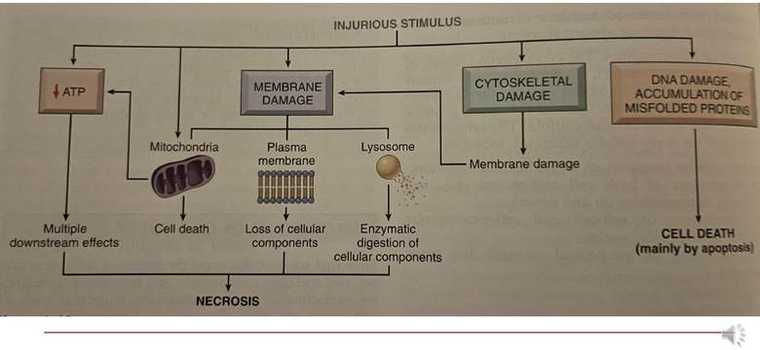 INJURIOUS STIMULUS
↓ ATP
MEMBRANE
DAMAGE
CYTOSKELETAL
DAMAGE
DNA DAMAGE,
ACCUMULATION OF
MISFOLDED PROTEINS
Mitochondria
Plasma
membrane
Lysosome
Membrane damage
Multiple
downstream effects
Cell death
Loss of cellular
components
Enzymatic
digestion of
cellular components
CELL DEATH
(mainly by apoptosis)
NECROSIS